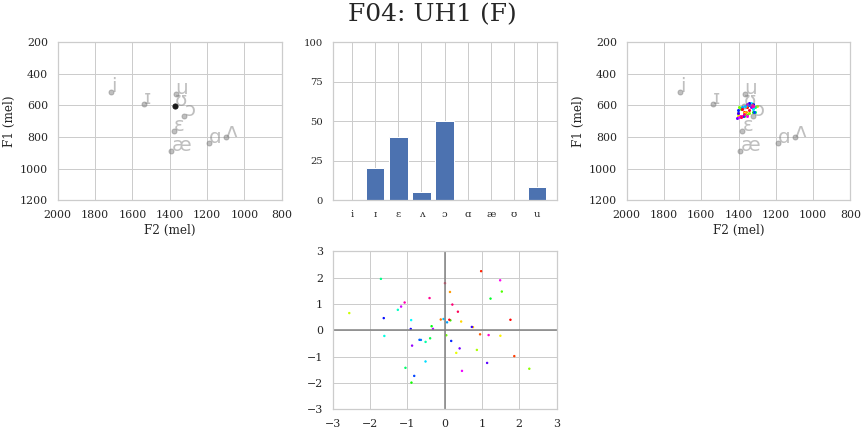 F04: UH1 (F)
200
400
600
800
1000
1200
F1 (mel)
2000 1800 1600 1400 1200 1000 800
F2 (mel)
i ɪ u ʊ ɔ ɛ æ ɑ ʌ
100
75
50
25
0
i ɪ ɛ ʌ ɔ ɑ æ ʊ u
200
400
600
800
1000
1200
F1 (mel)
2000 1800 1600 1400 1200 1000 800
F2 (mel)
i ɪ u ɛ æ ɑ ʌ
3
2
1
0
−1
−2
−3
−3 −2 −1 0 1 2 3